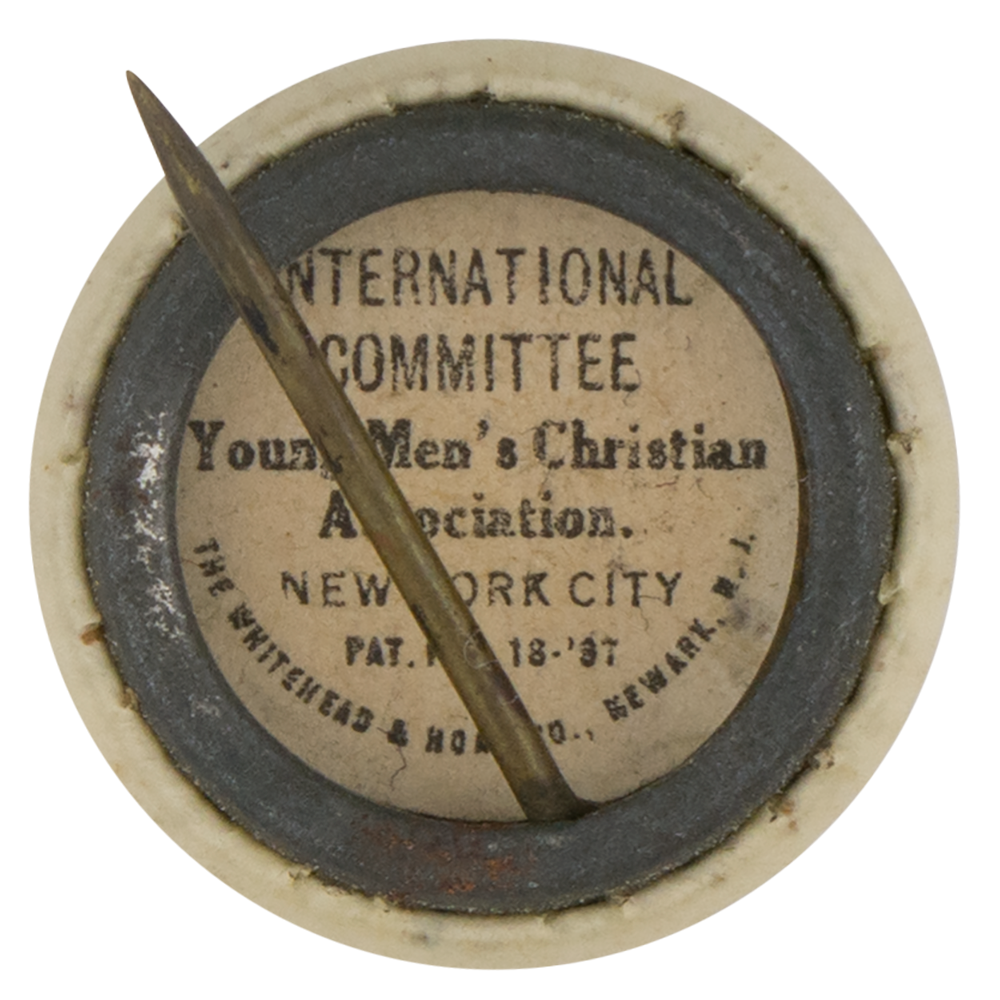 INTERNATIONAL
COMMITTEE
Young Men's Christian
Association.
NEW YORK CITY
PAT. 18-'97
THE WHITEHEAD & HOAG CO., NEWARK, N.J.